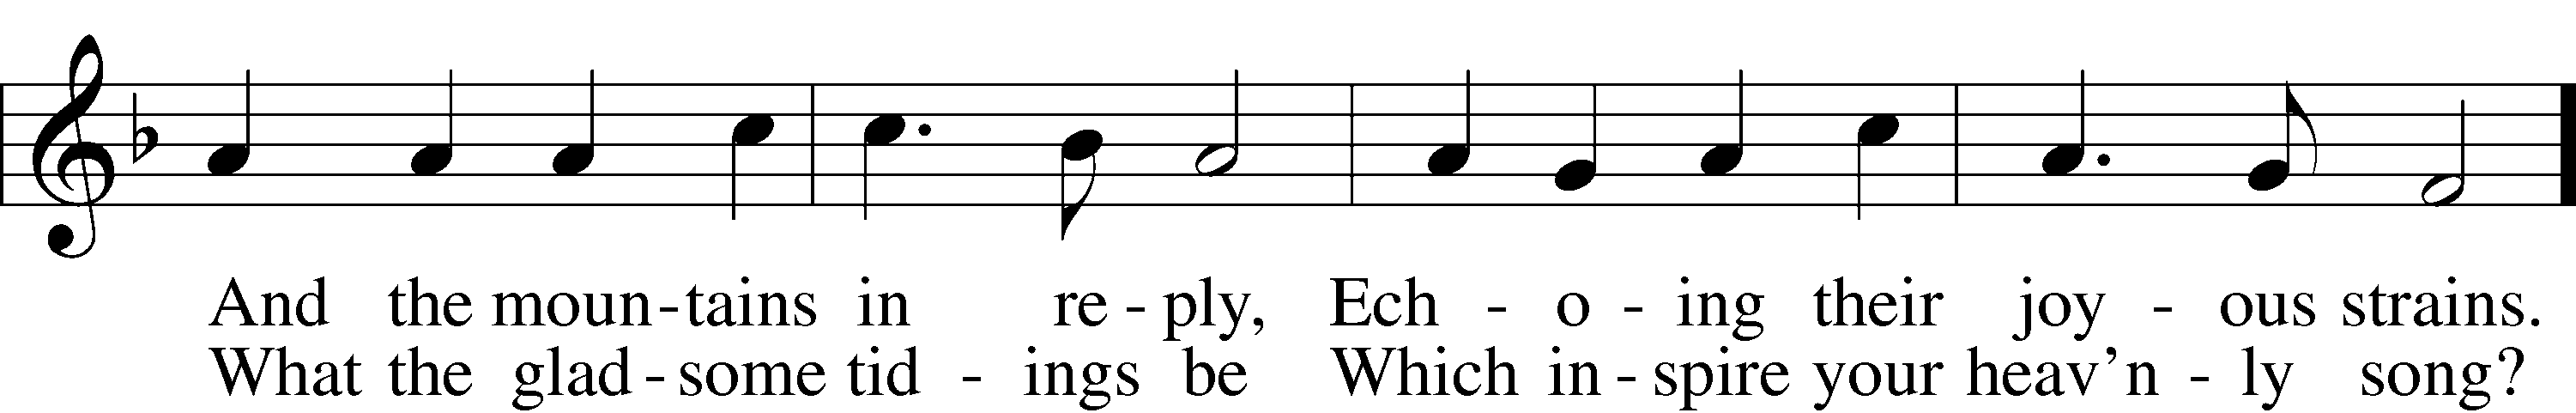 And the moun-tains in re-ply, Ech-o-ing their joy-ous strains.
What the glad-some tid-ings be Which in-spire your heav'n-ly song?